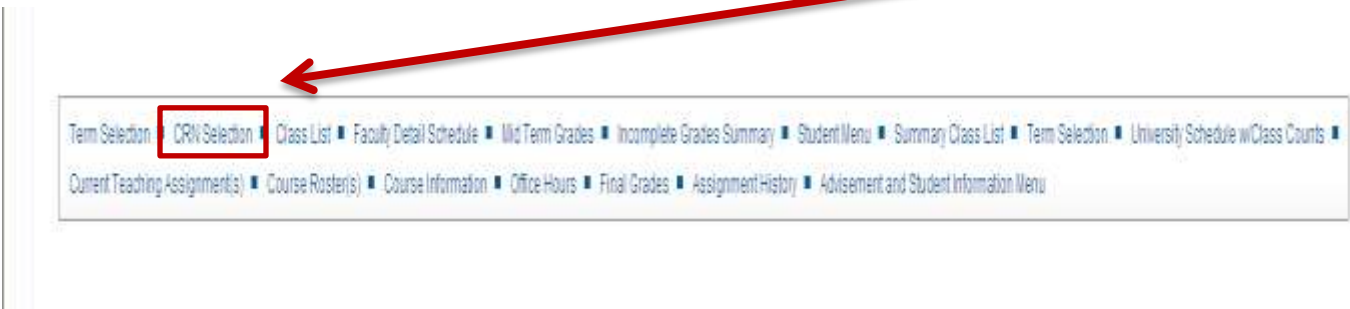 Term Selection ■ CRN Selection ■ Class List ■ Faculty Detail Schedule ■ Mid Term Grades ■ Incomplete Grades Summary ■ Student Menu ■ Summary Class List ■ Term Selection ■ University Schedule w/Class Counts ■
Current Teaching Assignment(s) ■ Course Roster(s) ■ Course Information ■ Office Hours ■ Final Grades ■ Assignment History ■ Advisement and Student Information Menu